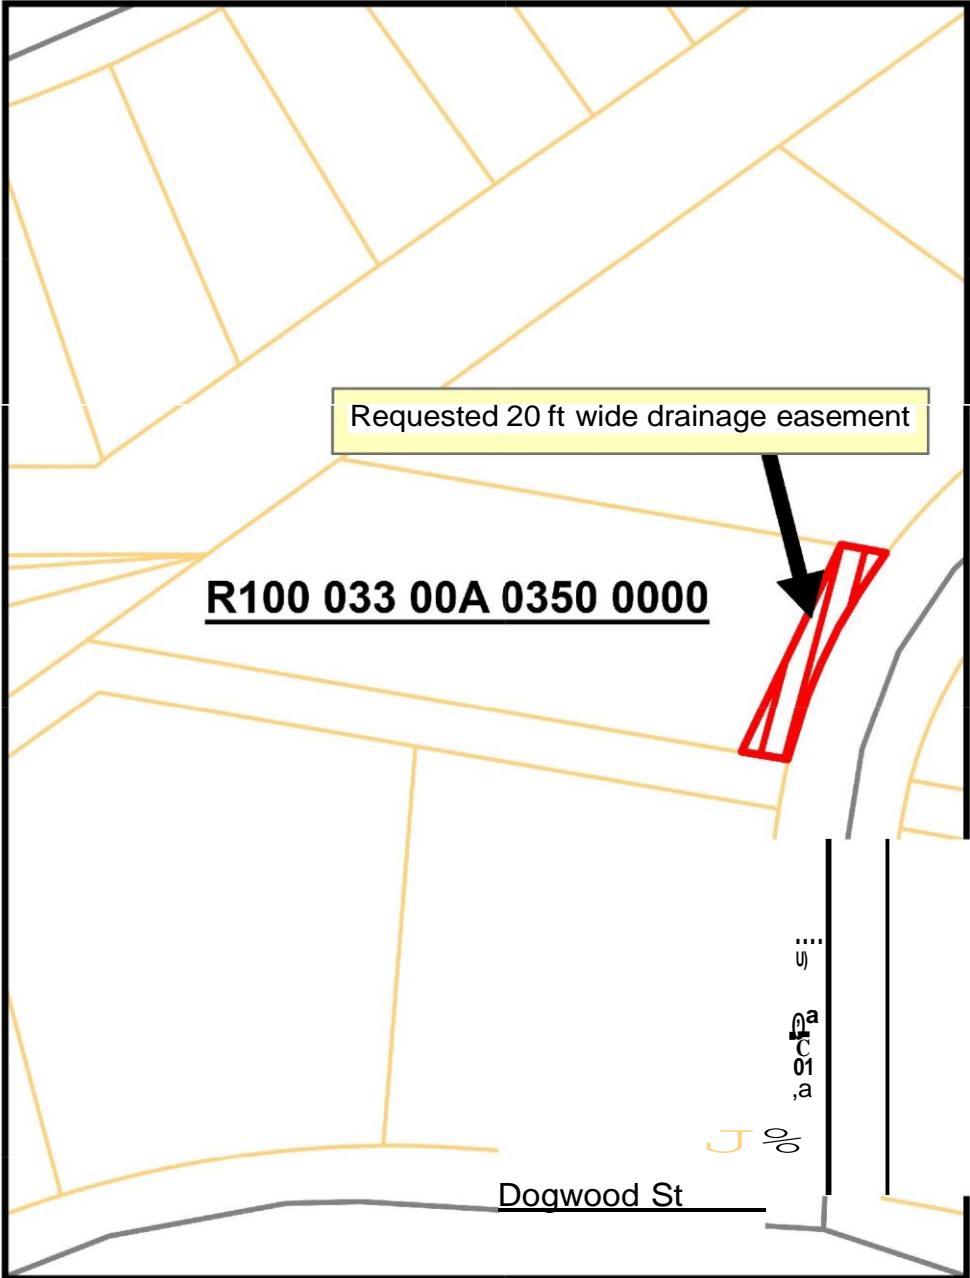 Requested 20 ft wide drainage easement
R100 033 00A 0350 0000
Dogwood St